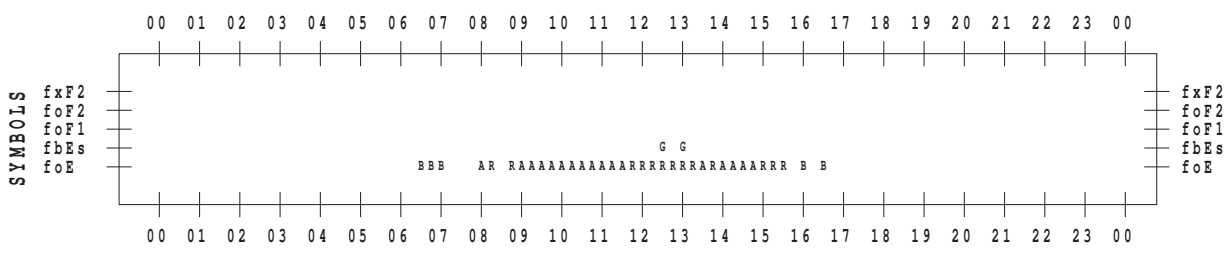 00 01 02 03 04 05 06 07 08 09 10 11 12 13 14 15 16 17 18 19 20 21 22 23 00
SYMBOLS
fxF2 fxF2
foF2 foF2
foF1 foF1
fbEs G G fbEs
foE BBB AR RAAAAAAAAAAARRRRRRRARAAAARRR B B foE
00 01 02 03 04 05 06 07 08 09 10 11 12 13 14 15 16 17 18 19 20 21 22 23 00